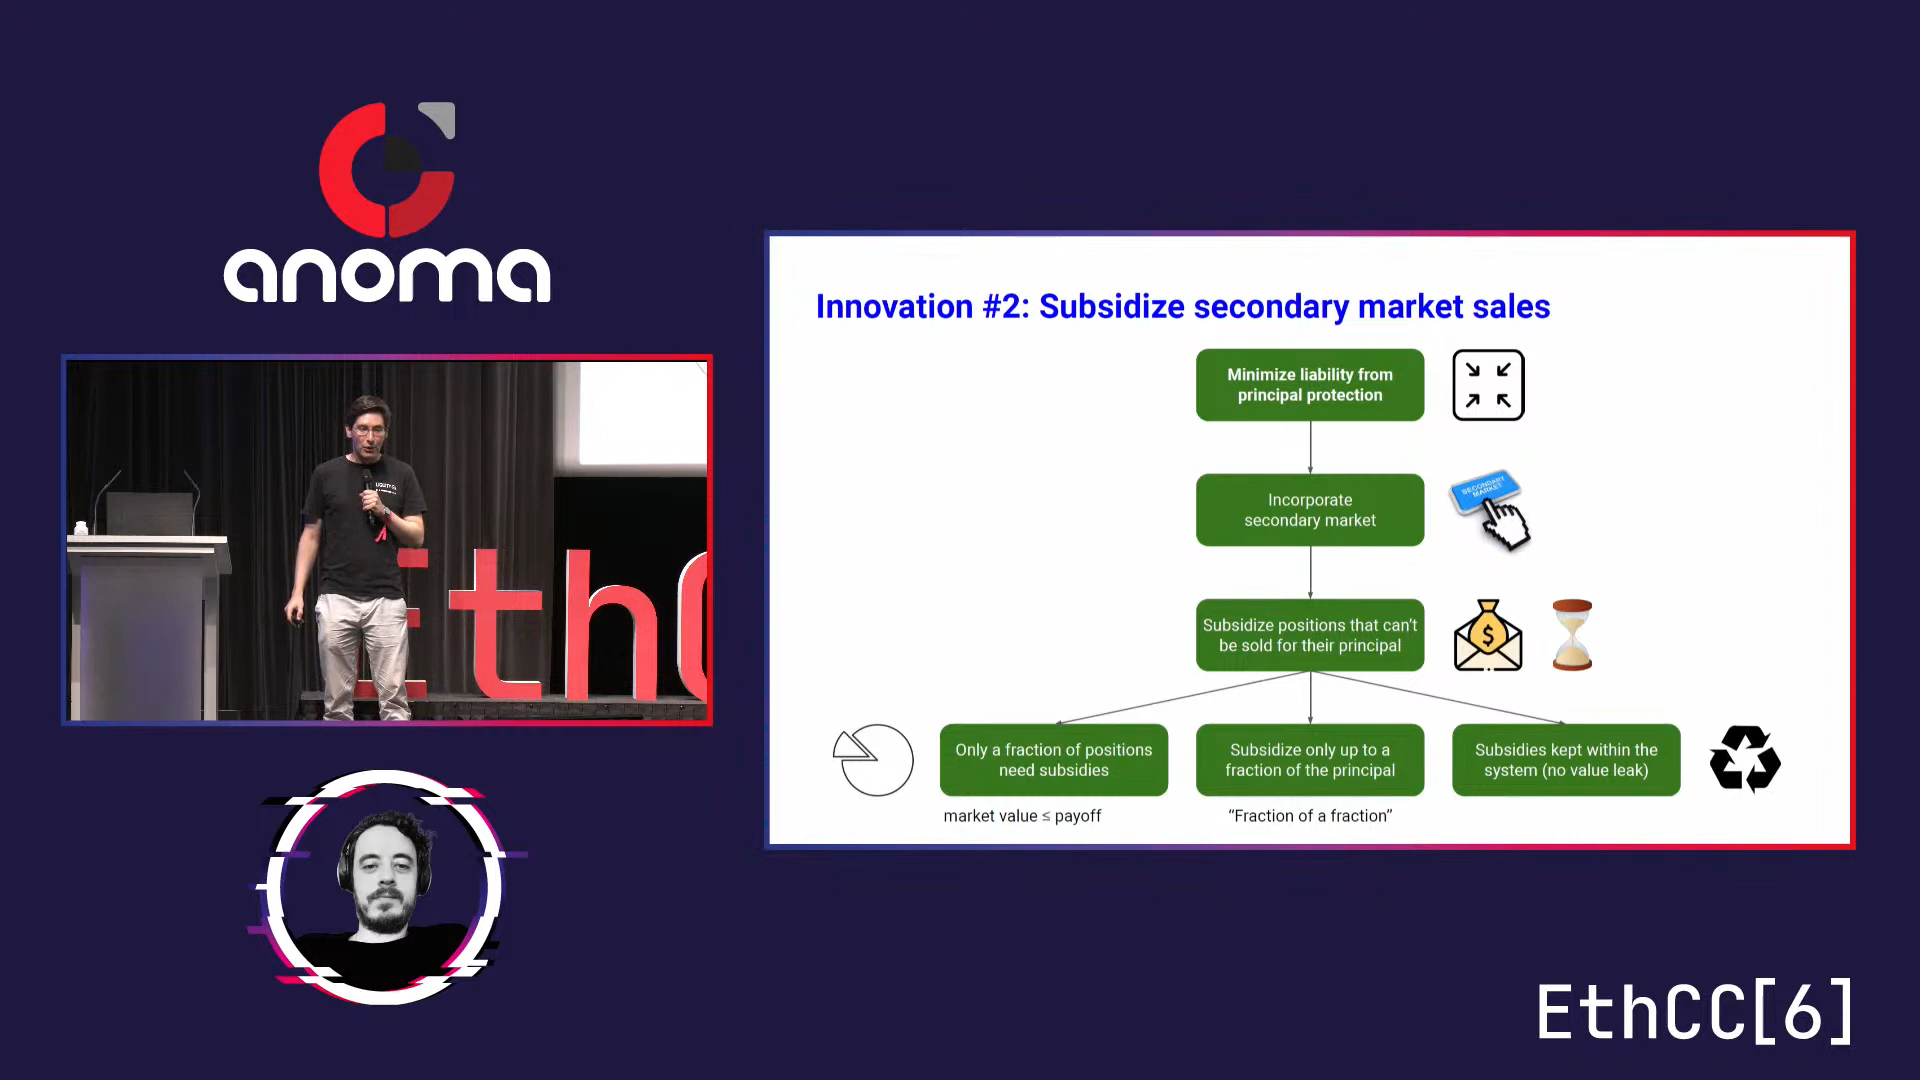 anoma
EthC
Innovation #2: Subsidize secondary market sales
Minimize liability from
principal protection
Incorporate
secondary market
SECONDARY
MARKET
Subsidize positions that can't
be sold for their principal
Only a fraction of positions
need subsidies
Subsidize only up to a
fraction of the principal
Subsidies kept within the
system (no value leak)
market value ≤ payoff
“Fraction of a fraction”
EthCC[6]